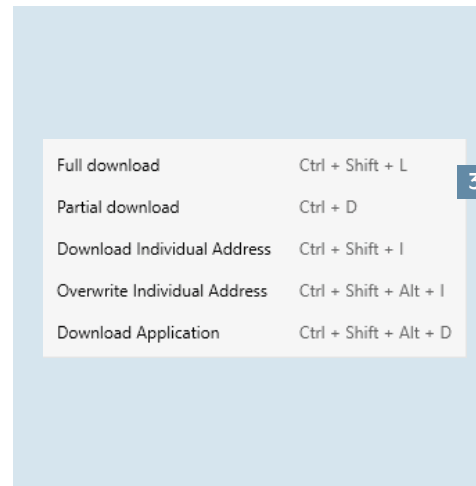 Full download Ctrl + Shift + L
3
Partial download Ctrl + D
Download Individual Address Ctrl + Shift + I
Overwrite Individual Address Ctrl + Shift + Alt + I
Download Application Ctrl + Shift + Alt + D